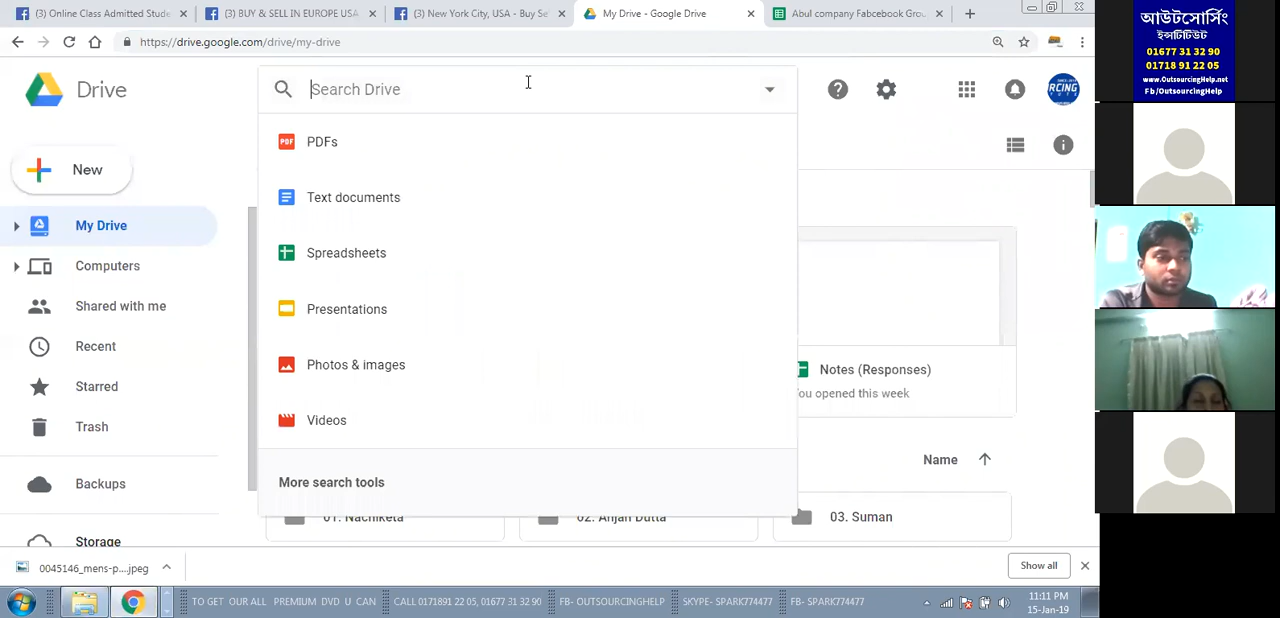 (3) Online Class Admitted Stude
(3) BUY & SELL IN EUROPE USA
(3) New York City, USA - Buy Se
My Drive - Google Drive
Abul company Fabcebook Grou
https://drive.google.com/drive/my-drive
Drive
Search Drive
New
PDF PDFs
Text documents
Spreadsheets
Presentations
Photos & images
Videos
More search tools
My Drive
Computers
Shared with me
Recent
Starred
Trash
Backups
Storage
RCING
Notes (Responses)
You opened this week
Name
01. Nachiketa
02. Anjan Dutta
03. Suman
0045146_mens-p....jpeg
Show all
TO GET OUR ALL PREMIUM DVD U CAN
CALL 0171891 22 05, 01677 31 32 90
FB- OUTSOURCINGHELP
SKYPE- SPARK774477
FB- SPARK774477
11:11 PM
15-Jan-19
আউটসোর্সিং
ইন্সটিটিউট
01677 31 32 90
01718 91 22 05
www.OutsourcingHelp.net
Fb/OutsourcingHelp